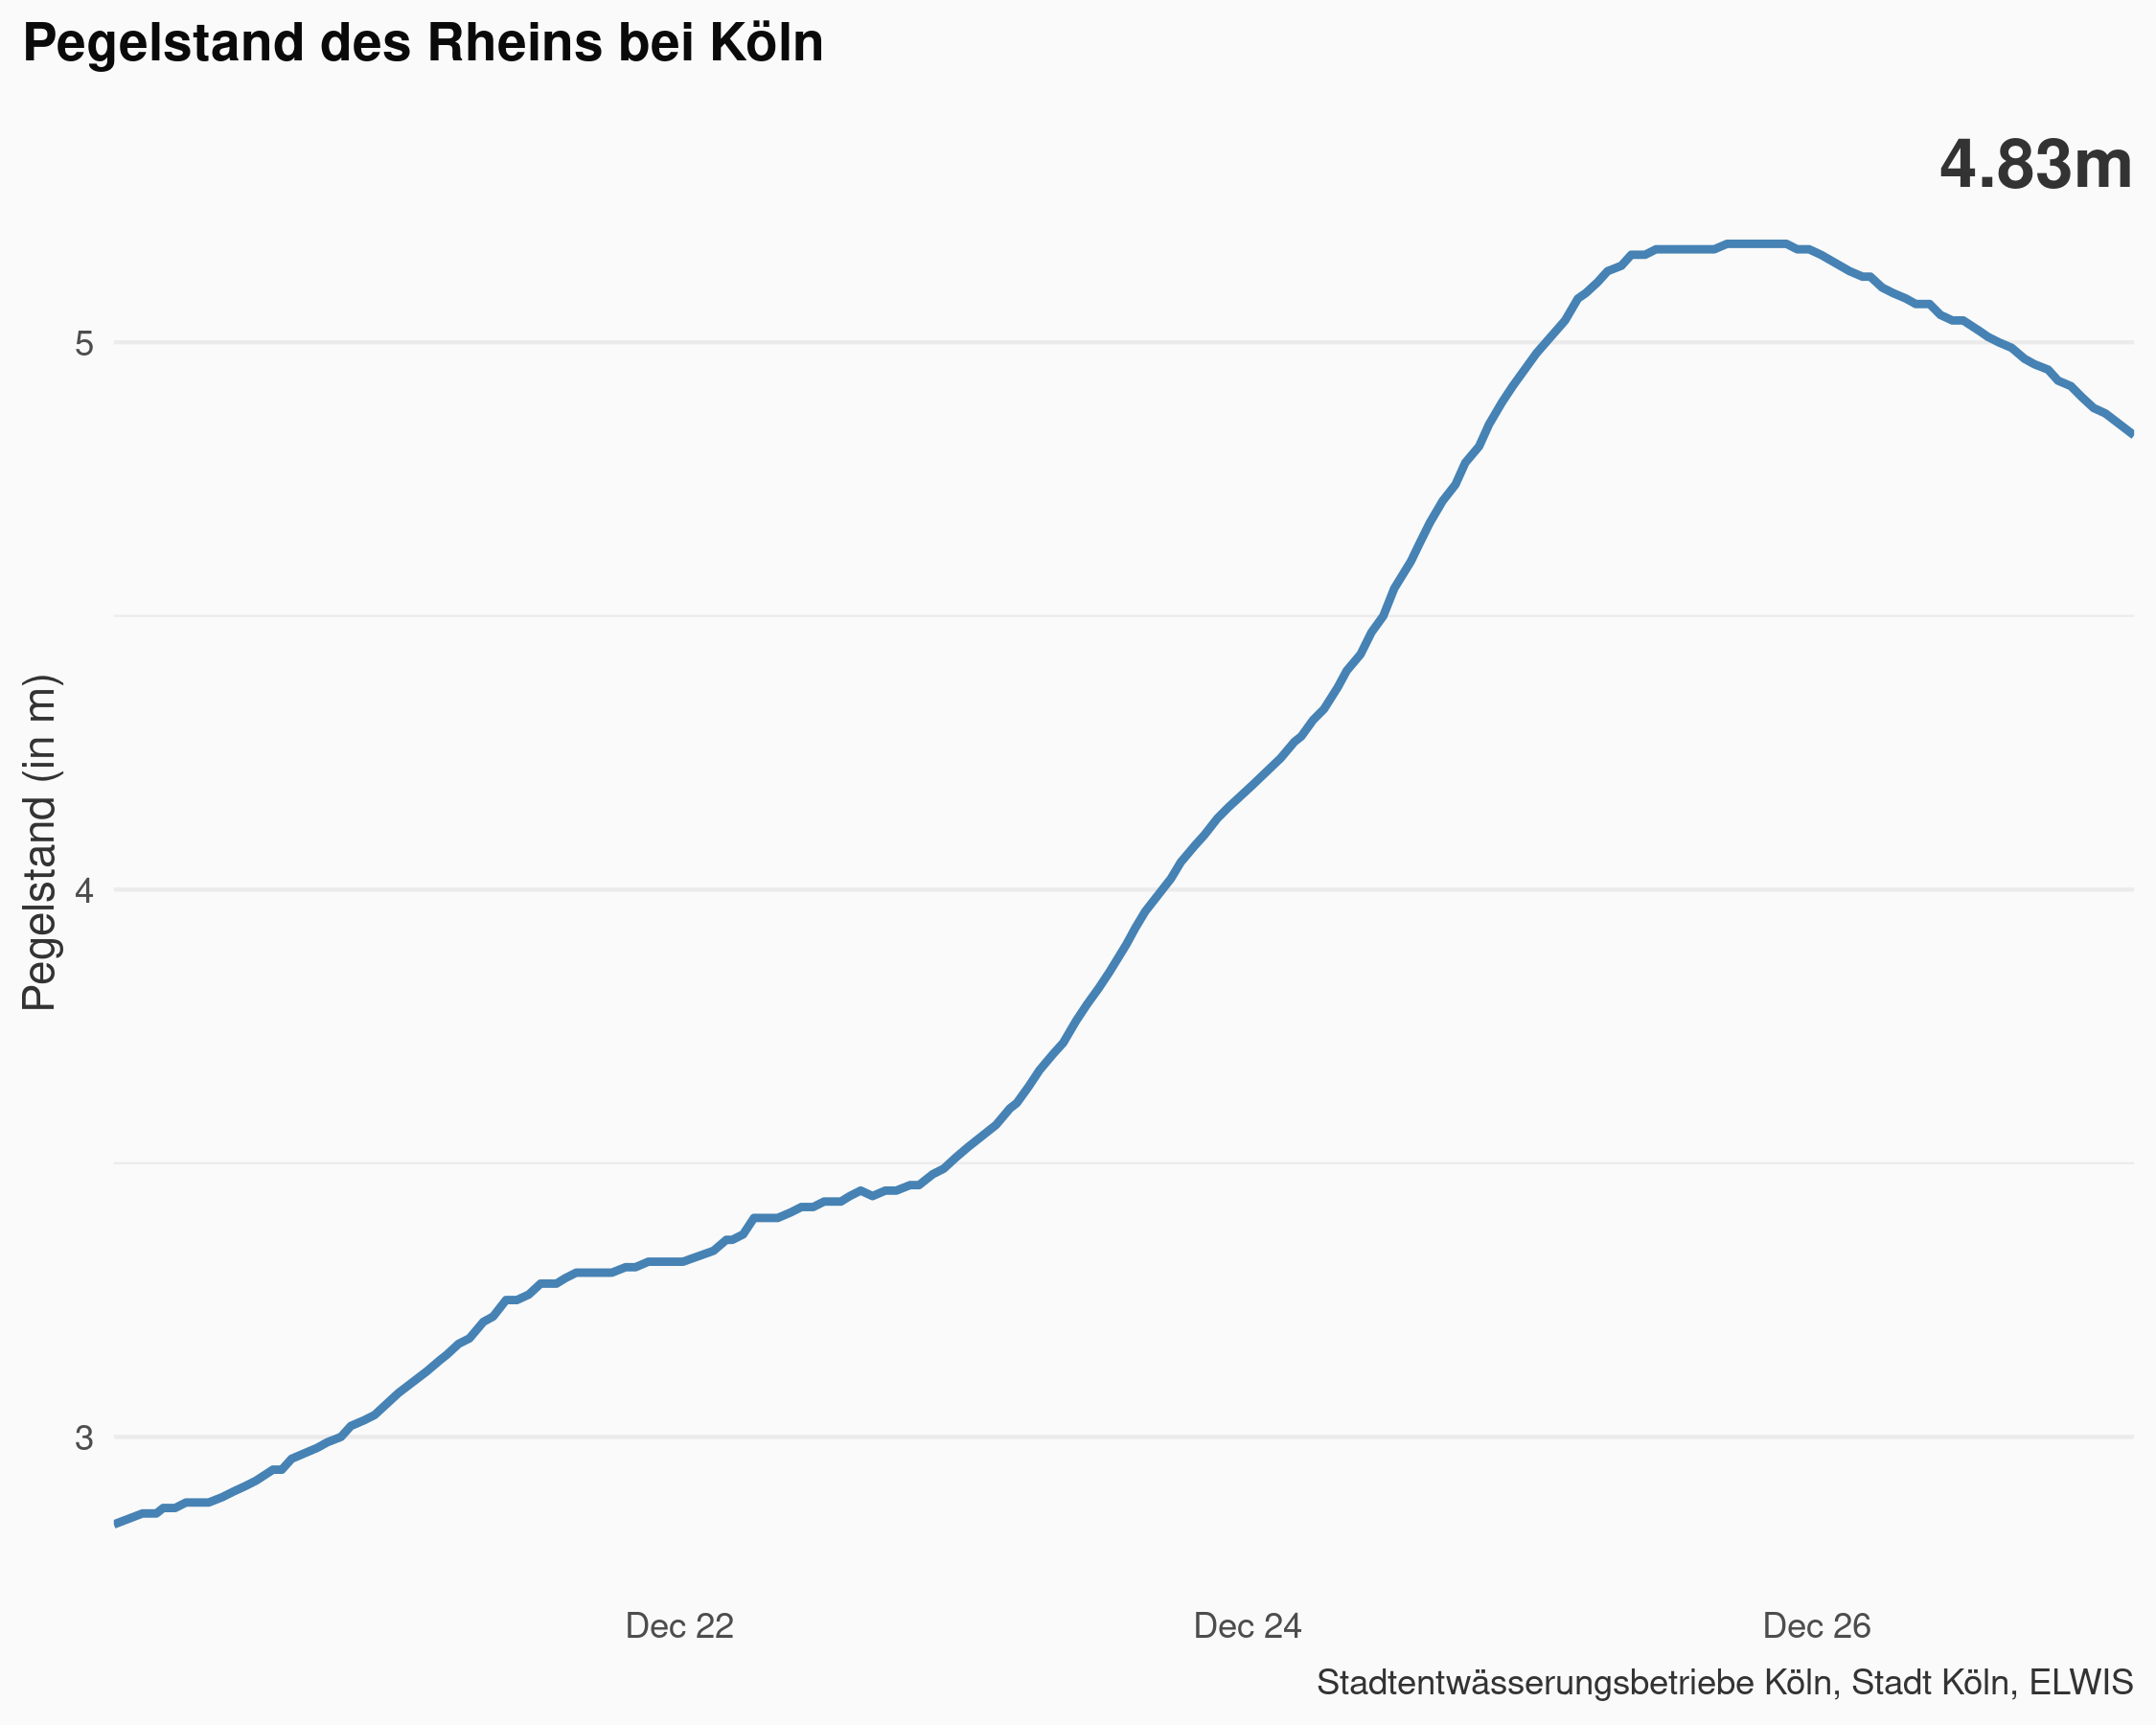 Pegelstand des Rheins bei Köln
4.83m
Pegelstand (in m)
5
4
3
Dec 22
Dec 24
Dec 26
Stadtentwässerungsbetriebe Köln, Stadt Köln, ELWIS